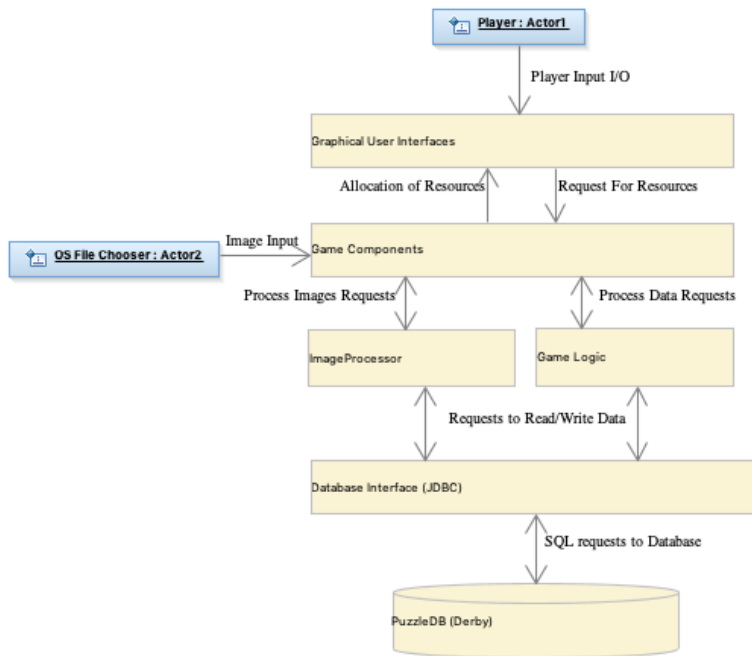 Player : Actor1
Player Input I/O
Graphical User Interfaces
Allocation of Resources
Request For Resources
Image Input
OS File Chooser : Actor2
Game Components
Process Images Requests
Process Data Requests
ImageProcessor
Game Logic
Requests to Read/Write Data
Database Interface (JDBC)
SQL requests to Database
PuzzleDB (Derby)